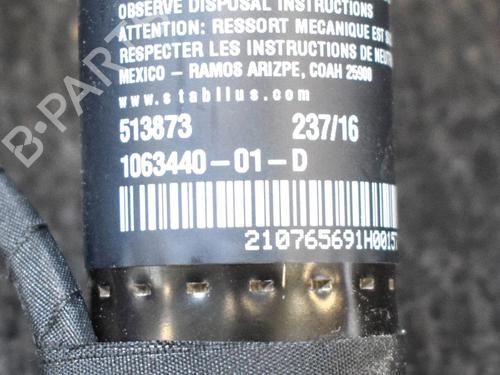 OBSERVE DISPOSAL INSTRUCTIONS
ATTENTION: RESSORT MECANIQUE EST
RESPECTER LES INSTRUCTIONS DE
MEXICO – RAMOS ARIZPE, COAH 25900
www.stabilus.com
513873 237/16
1063440-01-D
210765691H0015
B-PARTS